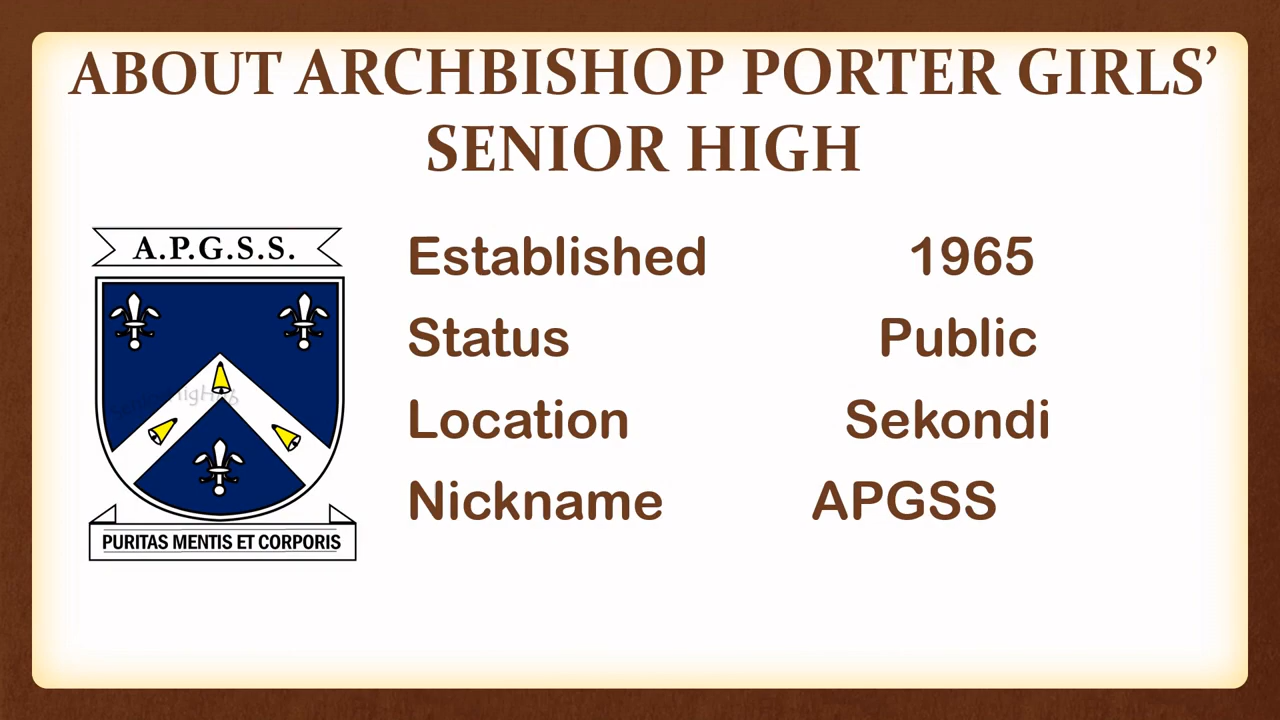 ABOUT ARCHBISHOP PORTER GIRLS’
SENIOR HIGH
A.P.G.S.S.
PURITAS MENTIS ET CORPORIS
Established 1965
Status Public
Location Sekondi
Nickname APGSS